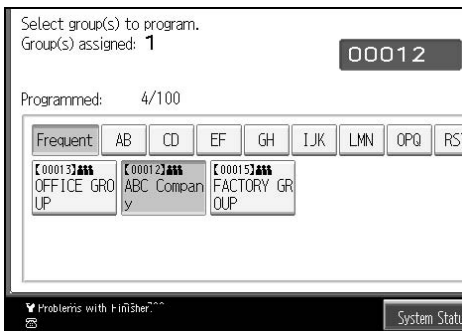 Select group(s) to program.
Group(s) assigned: 1
00012
Programmed: 4/100
Frequent AB CD EF GH IJK LMN OPQ RS
【00013】 【00012】 【00015】
OFFICE GRO ABC Compan FACTORY GR
UP y OUP
Problems with Finisher.
System Statu